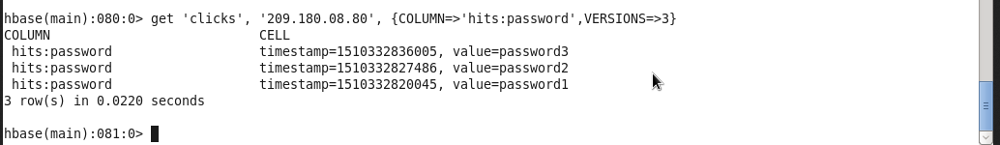 hbase(main):080:0> get 'clicks', '209.180.08.80', {COLUMN=>'hits:password',VERSIONS=>3}
COLUMN                          CELL
 hits:password                  timestamp=1510332836005, value=password3
 hits:password                  timestamp=1510332827486, value=password2
 hits:password                  timestamp=1510332820045, value=password1
3 row(s) in 0.0220 seconds

hbase(main):081:0>